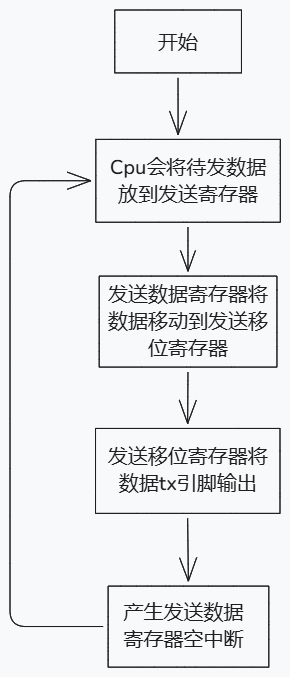 开始
Cpu会将待发数据
放到发送寄存器
发送数据寄存器将
数据移动到发送移
位寄存器
发送移位寄存器将
数据tx引脚输出
产生发送数据
寄存器空中断